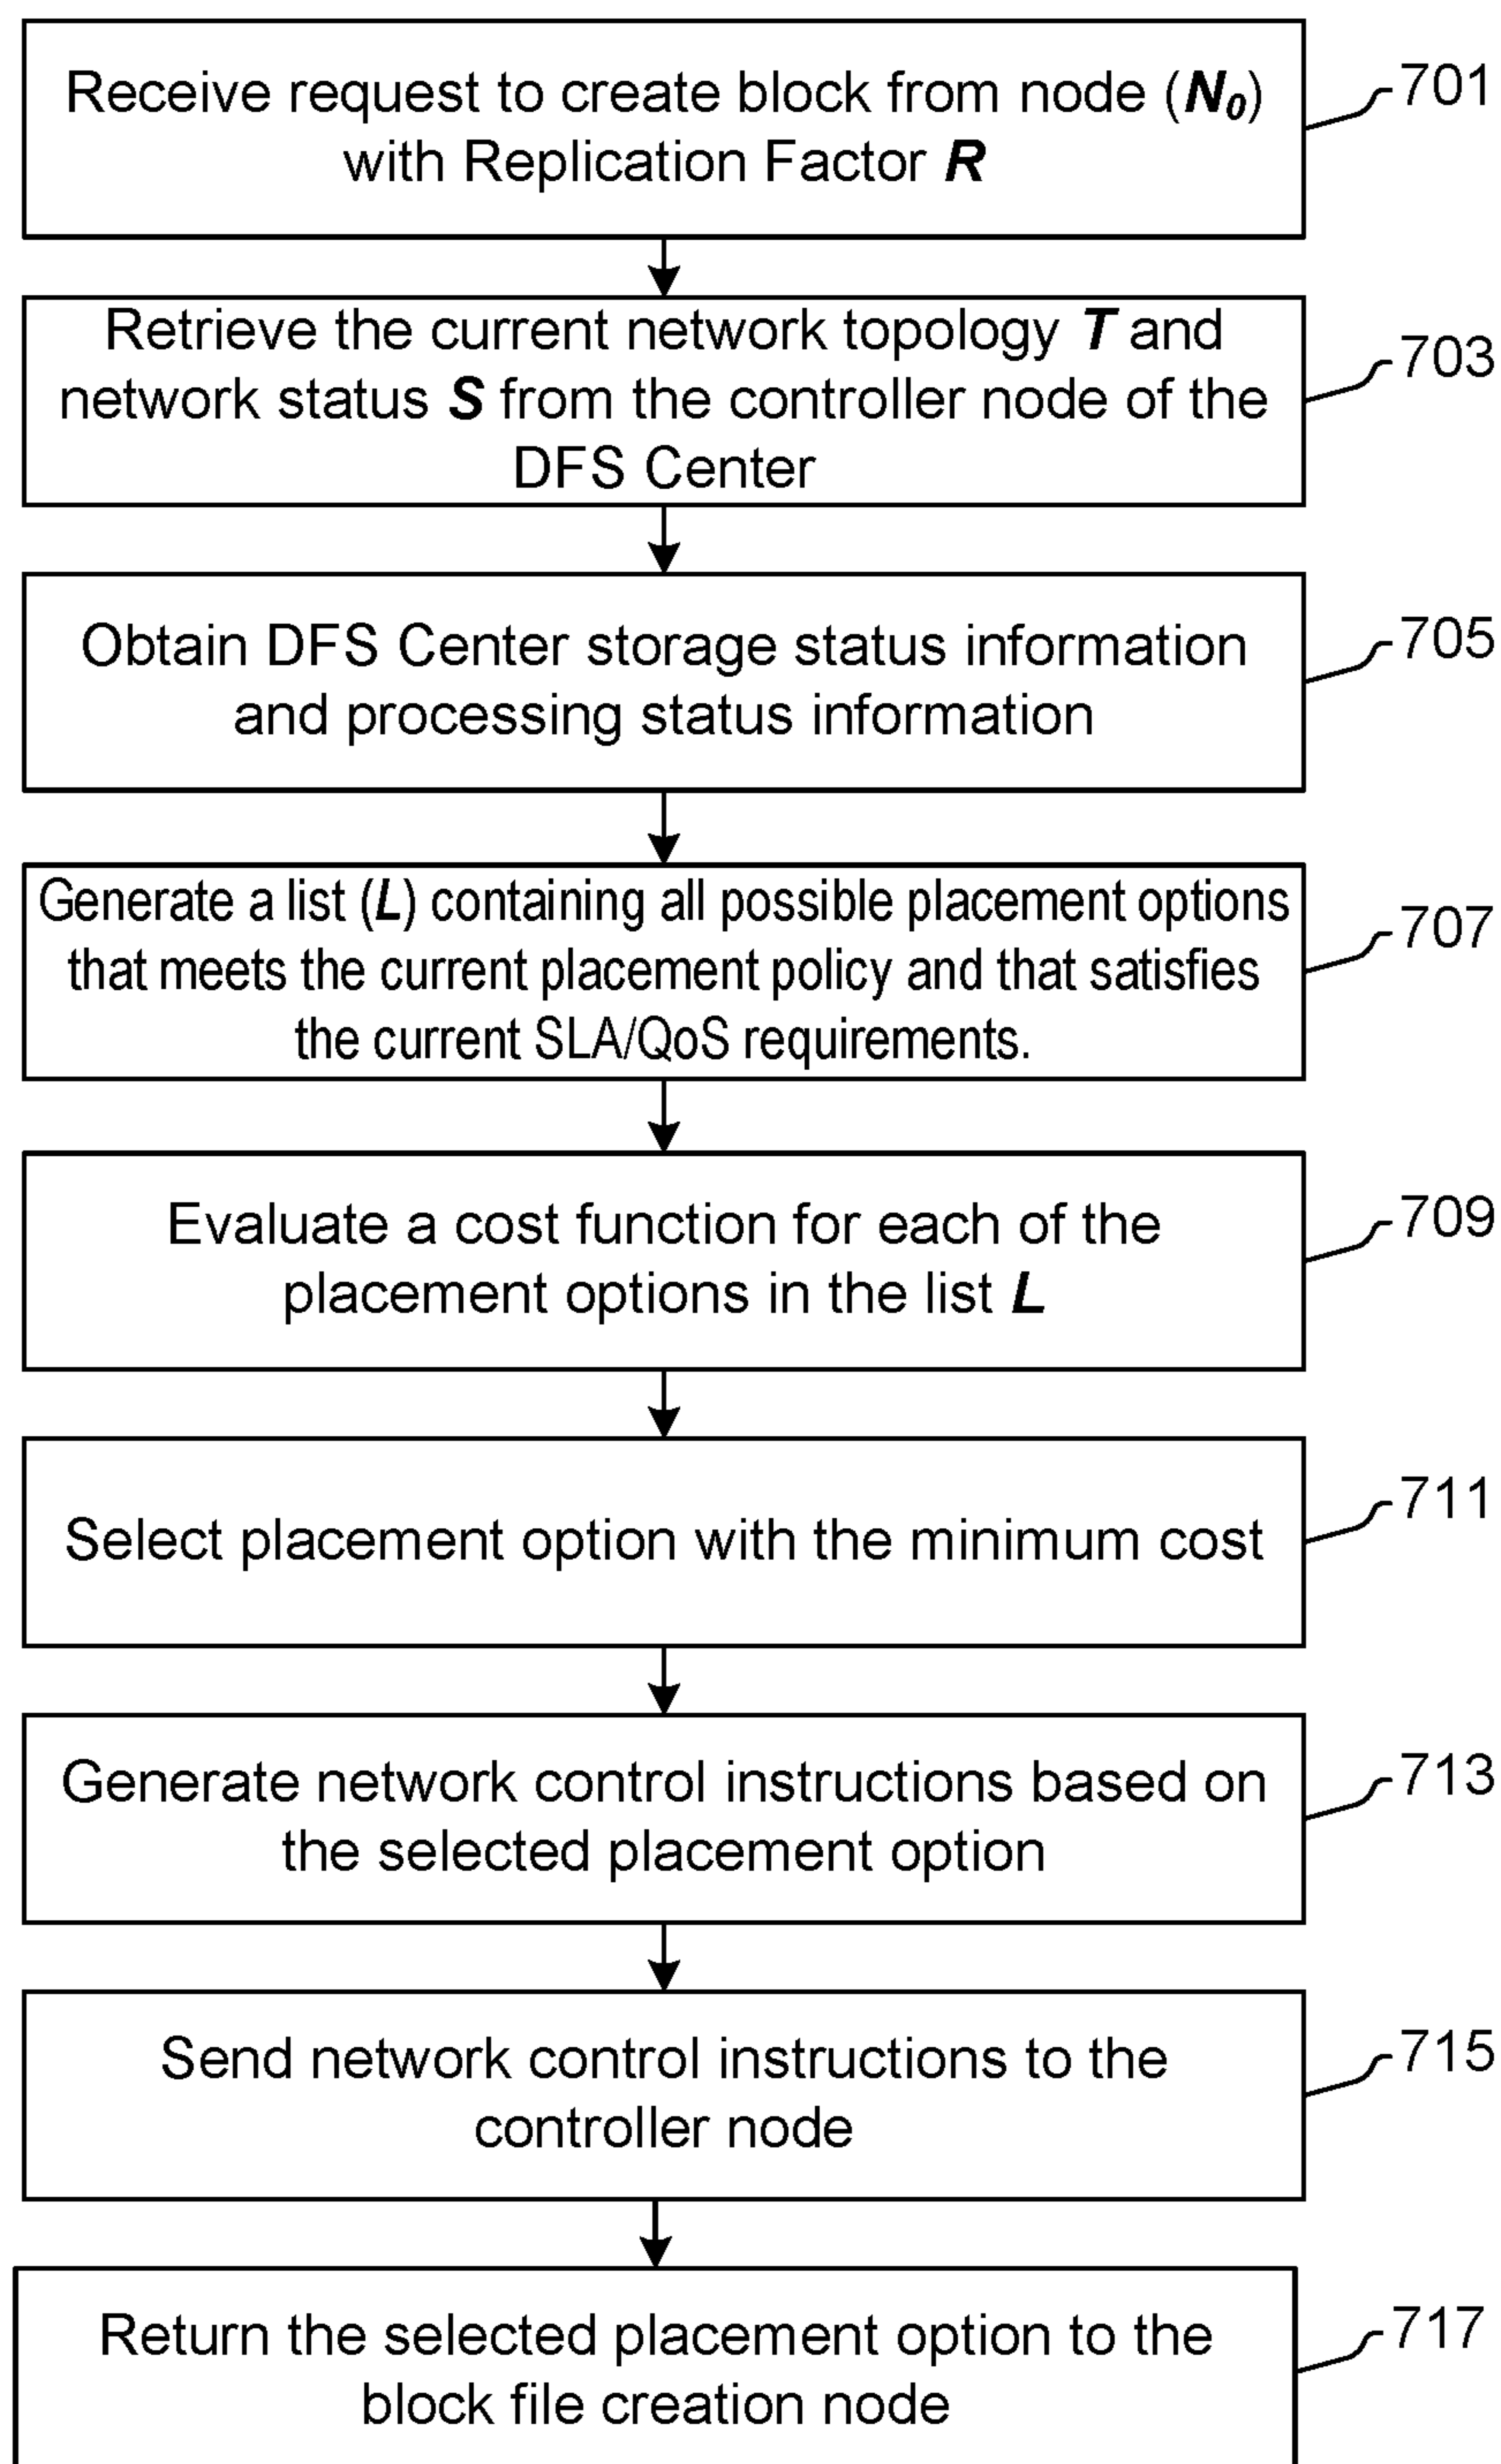 Receive request to create block from node (N0)
with Replication Factor R
701
Retrieve the current network topology T and
network status S from the controller node of the
DFS Center
703
Obtain DFS Center storage status information
and processing status information
705
Generate a list (L) containing all possible placement options
that meets the current placement policy and that satisfies
the current SLA/QoS requirements.
707
Evaluate a cost function for each of the
placement options in the list L
709
Select placement option with the minimum cost
711
Generate network control instructions based on
the selected placement option
713
Send network control instructions to the
controller node
715
Return the selected placement option to the
block file creation node
717